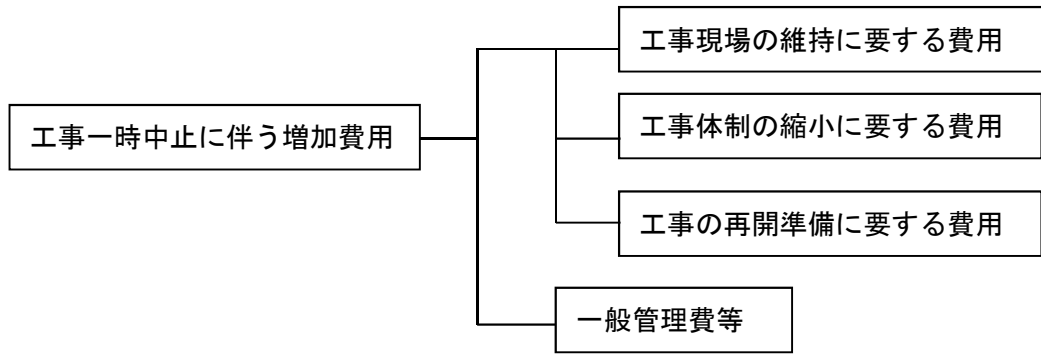 工事一時中止に伴う増加費用
工事現場の維持に要する費用
工事体制の縮小に要する費用
工事の再開準備に要する費用
一般管理費等